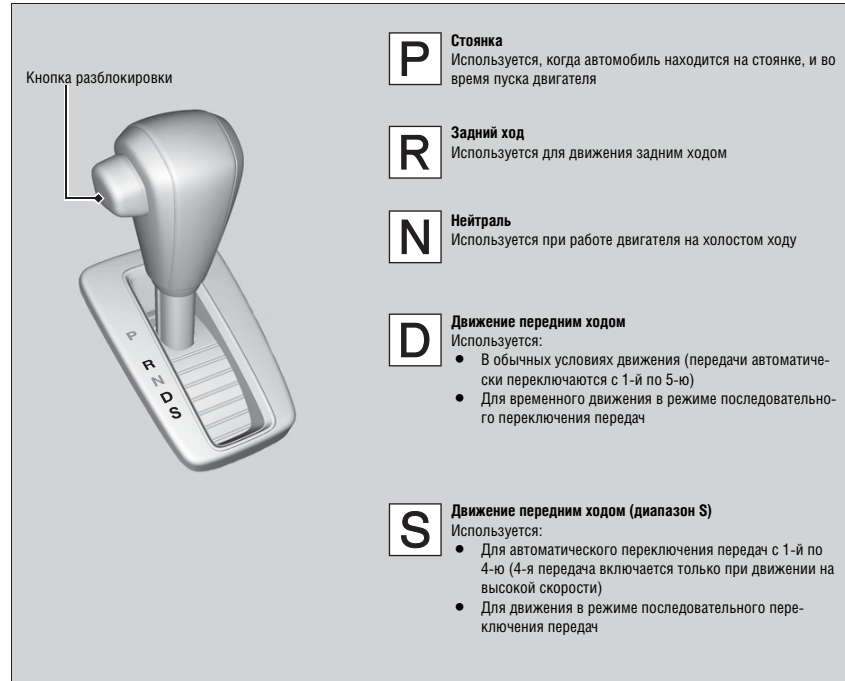 Кнопка разблокировки
P
R
N
D
S
P
Стоянка
Используется, когда автомобиль находится на стоянке, и во
время пуска двигателя
R
Задний ход
Используется для движения задним ходом
N
Нейтраль
Используется при работе двигателя на холостом ходу
D
Движение передним ходом
Используется:
● В обычных условиях движения (передачи автоматиче-
ски переключаются с 1-й по 5-ю)
● Для временного движения в режиме последовательно-
го переключения передач
S
Движение передним ходом (диапазон S)
Используется:
● Для автоматического переключения передач с 1-й по
4-ю (4-я передача включается только при движении на
высокой скорости)
● Для движения в режиме последовательного пере-
ключения передач